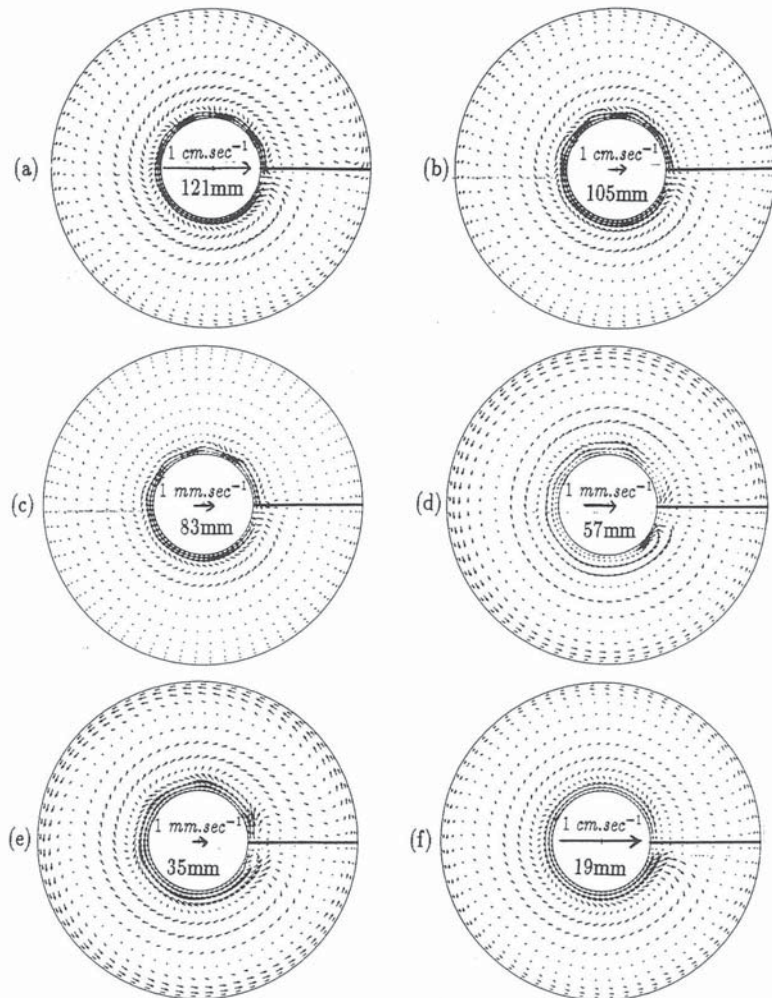 (a)
1 cm.sec⁻¹
121mm
(b)
1 cm.sec⁻¹
105mm
(c)
1 mm.sec⁻¹
83mm
(d)
1 mm.sec⁻¹
57mm
(e)
1 mm.sec⁻¹
35mm
(f)
1 cm.sec⁻¹
19mm